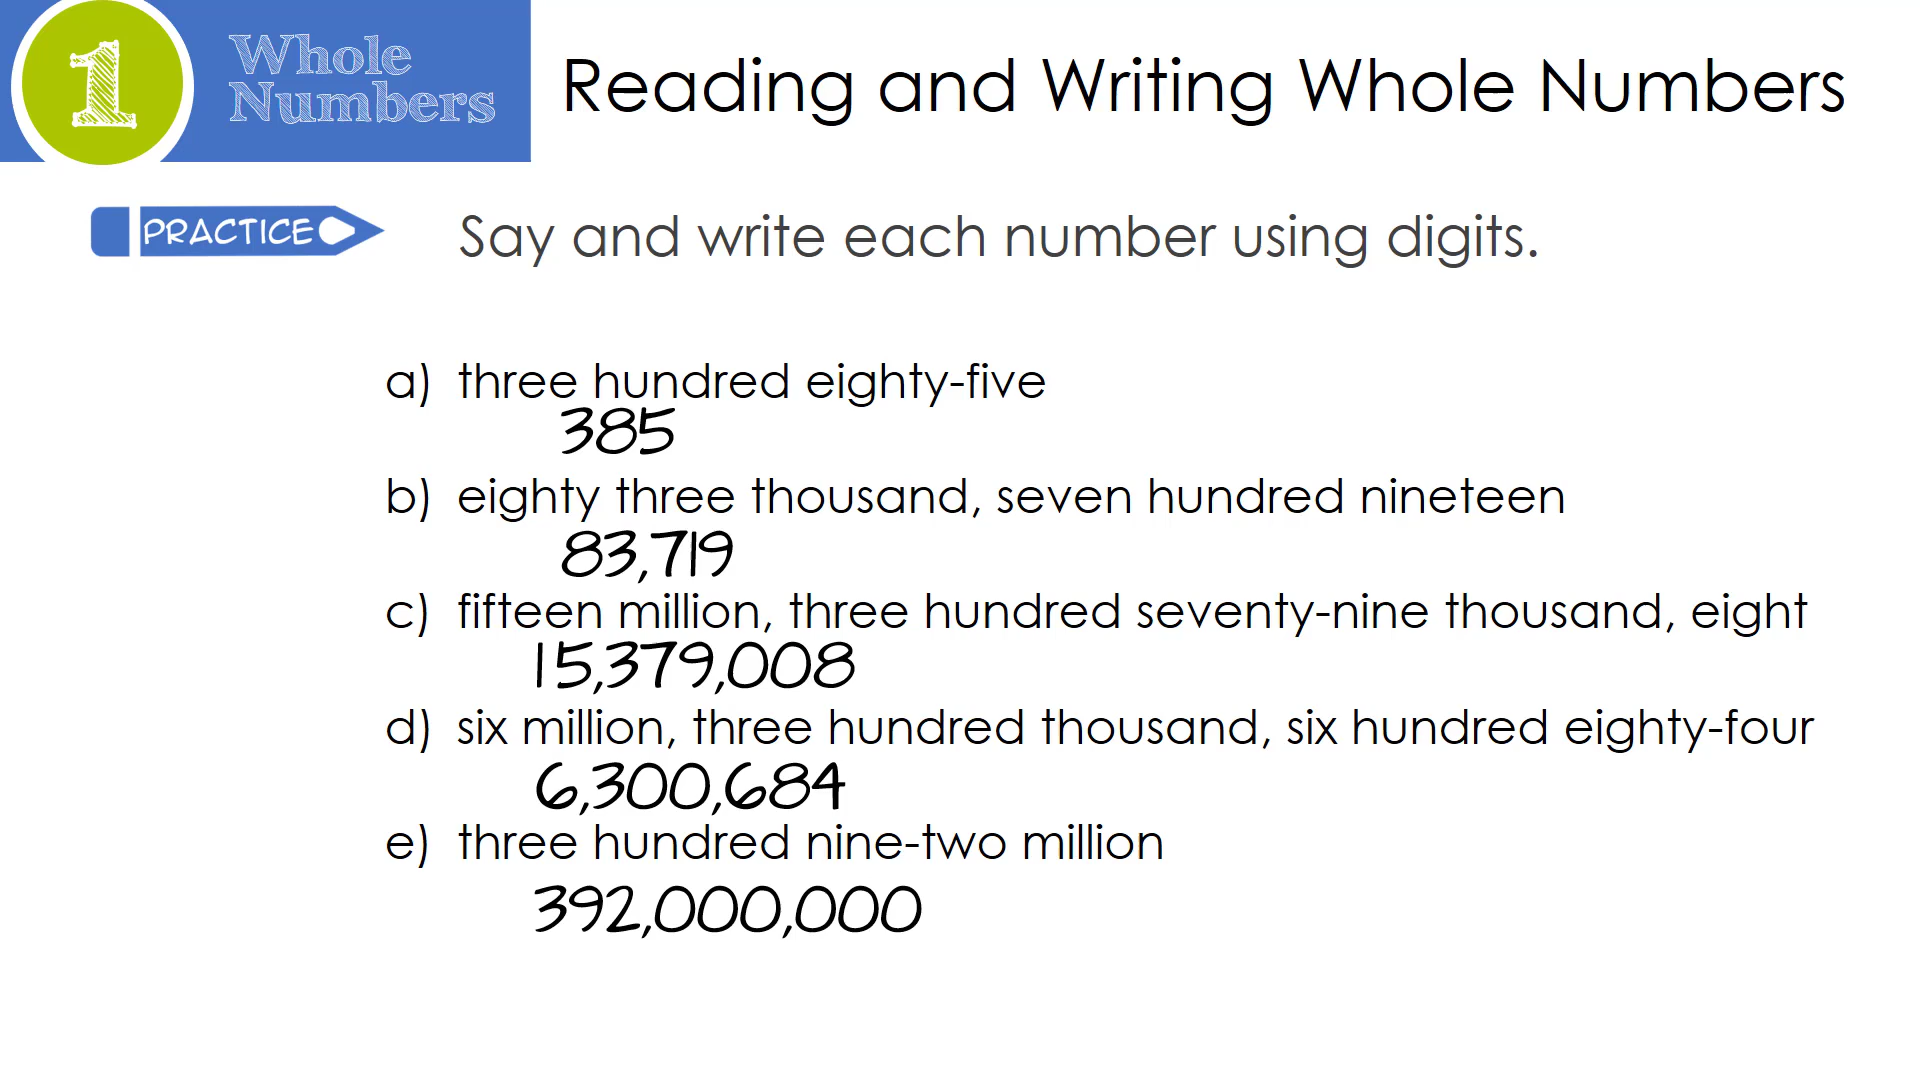 1
Whole
Numbers
Reading and Writing Whole Numbers
PRACTICE
Say and write each number using digits.
a) three hundred eighty-five
385
b) eighty three thousand, seven hundred nineteen
83,719
c) fifteen million, three hundred seventy-nine thousand, eight
15,379,008
d) six million, three hundred thousand, six hundred eighty-four
6,300,684
e) three hundred nine-two million
392,000,000